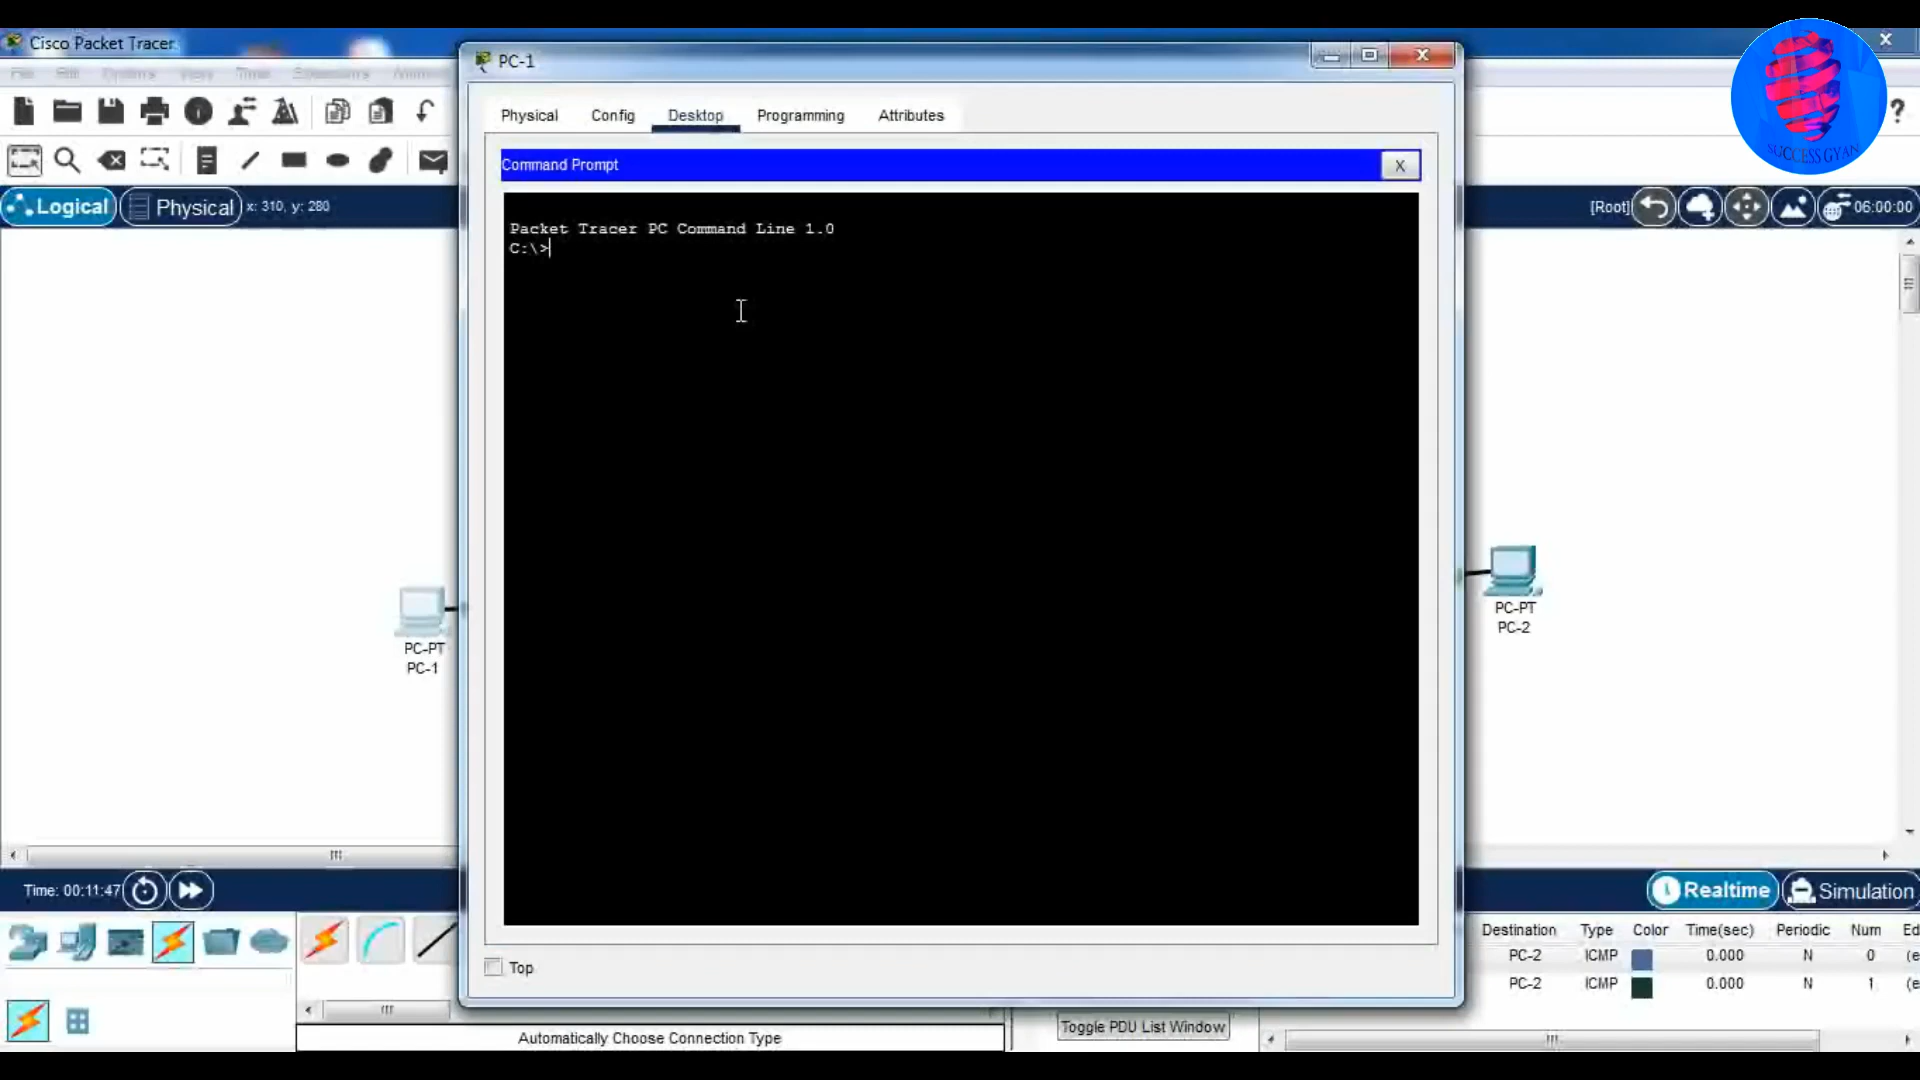 Cisco Packet Tracer
PC-1
SUCCESS GYAN
?
Physical Config Desktop Programming Attributes
Command Prompt
X
Logical
Physical
x: 310, y: 280
[Root]
06:00:00
Packet Tracer PC Command Line 1.0
C:\>
PC-PT
PC-1
PC-PT
PC-2
Time: 00:11:47
Realtime
Simulation
Top
Destination Type Color Time(sec) Periodic Num Ed
PC-2 ICMP 0.000 N 0 (e
PC-2 ICMP 0.000 N 1 (e
Toggle PDU List Window
Automatically Choose Connection Type